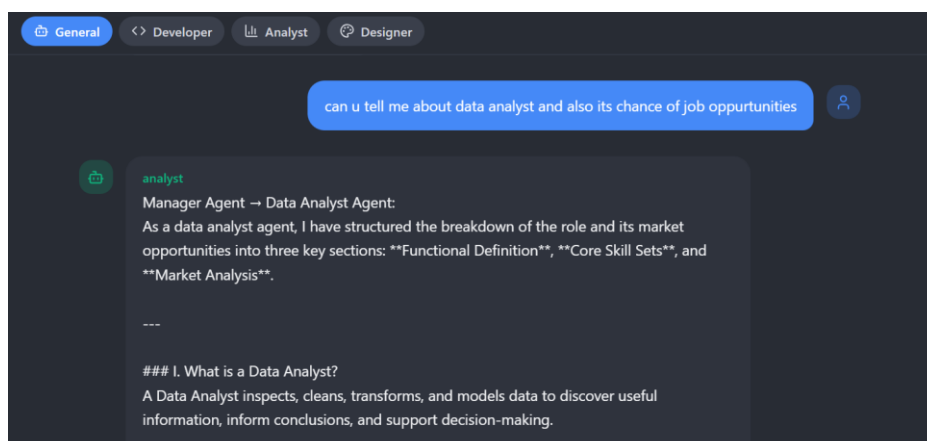 General
Developer
Analyst
Designer
can u tell me about data analyst and also its chance of job oppurtunities
analyst
Manager Agent → Data Analyst Agent:
As a data analyst agent, I have structured the breakdown of the role and its market
opportunities into three key sections: **Functional Definition**, **Core Skill Sets**, and
**Market Analysis**.
---
### I. What is a Data Analyst?
A Data Analyst inspects, cleans, transforms, and models data to discover useful
information, inform conclusions, and support decision-making.